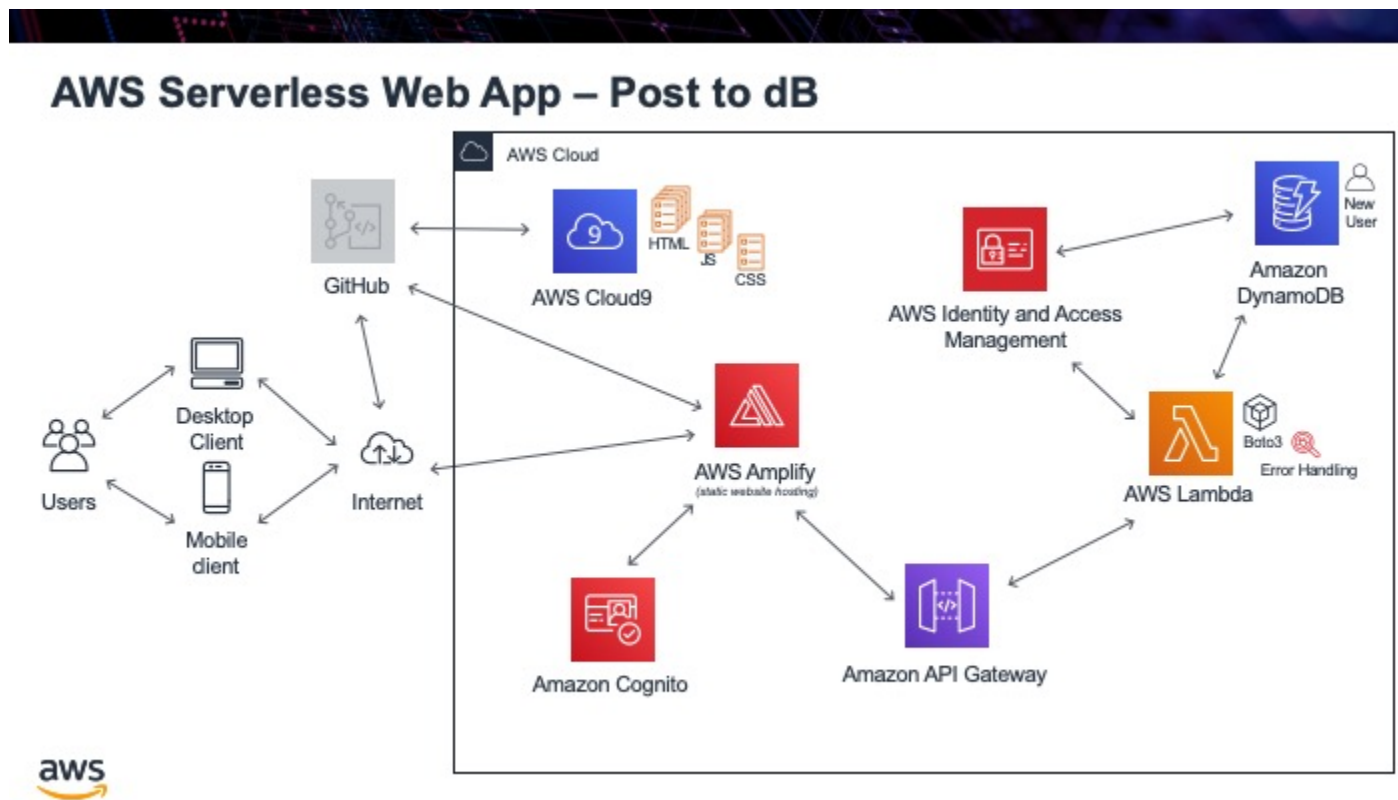 AWS Serverless Web App – Post to dB
AWS Cloud
GitHub
9
AWS Cloud9
HTML
JS
CSS
AWS Identity and Access
Management
Amazon
DynamoDB
New
User
Users
Desktop
Client
Mobile
client
Internet
AWS Amplify
(static website hosting)
AWS Lambda
Boto3
Error Handling
Amazon Cognito
</>
Amazon API Gateway
aws